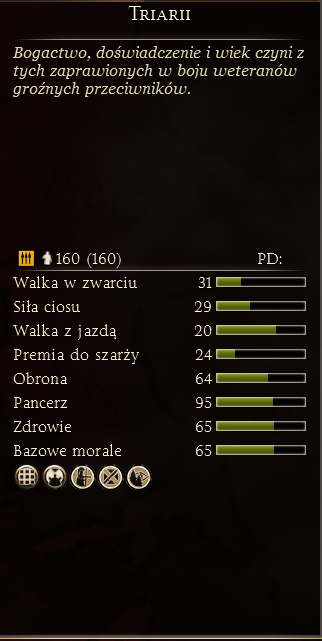 Triarii
Bogactwo, doświadczenie i wiek czyni z
tych zaprawionych w boju weteranów
groźnych przeciwników.
160 (160) PD:
Walka w zwarciu 31
Siła ciosu 29
Walka z jazdą 20
Premia do szarży 24
Obrona 64
Pancerz 95
Zdrowie 65
Bazowe morale 65